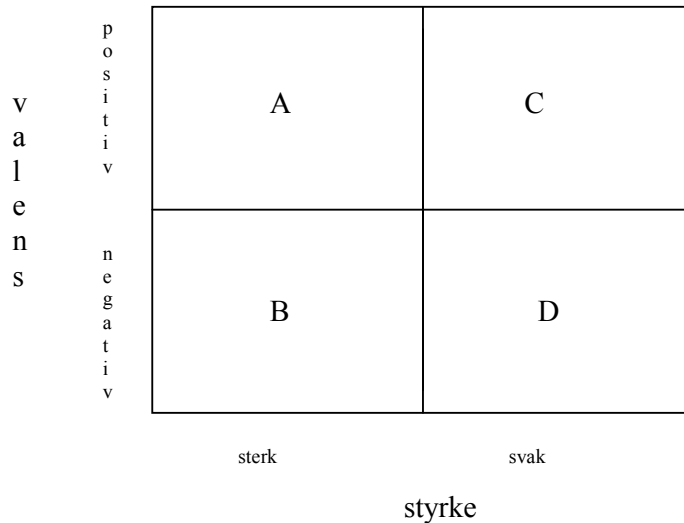 valens
positiv
A
C
negativ
B
D
sterk
svak
styrke